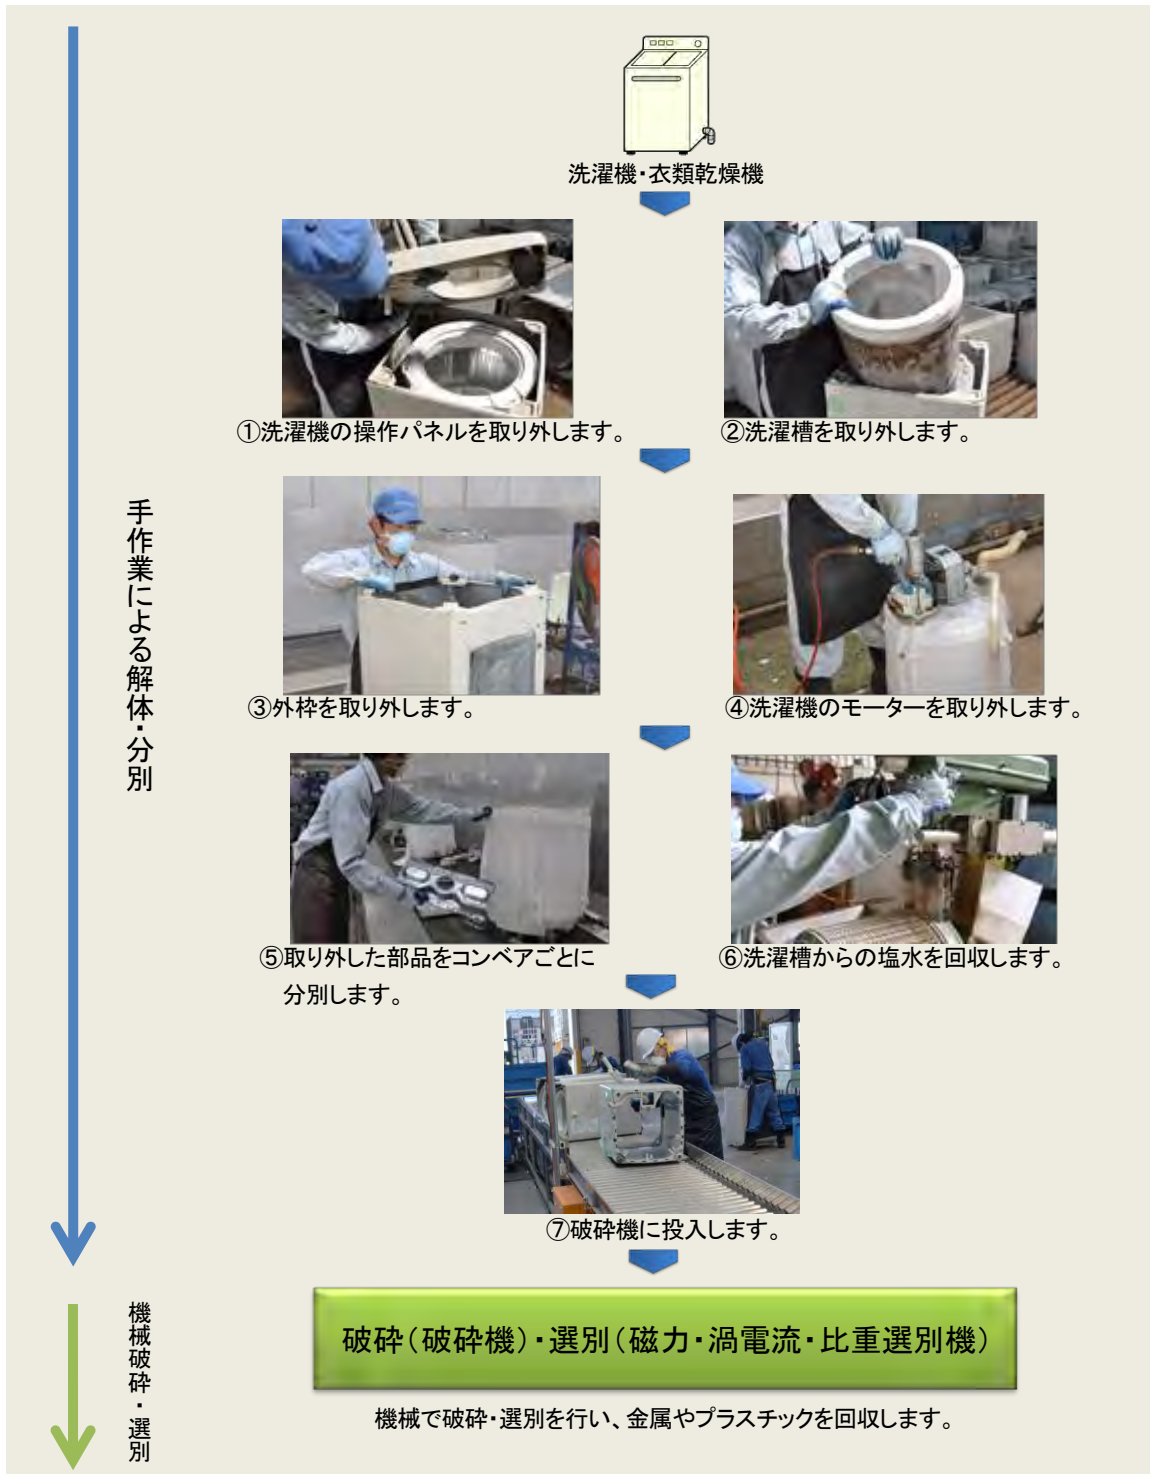 洗濯機・衣類乾燥機
①洗濯機の操作パネルを取り外します。
②洗濯槽を取り外します。
③外枠を取り外します。
④洗濯機のモーターを取り外します。
⑤取り外した部品をコンベアごとに
分別します。
⑥洗濯槽からの塩水を回収します。
⑦破砕機に投入します。
手作業による解体・分別
破砕(破砕機)・選別(磁力・渦電流・比重選別機)
機械で破砕・選別を行い、金属やプラスチックを回収します。
機械破砕・選別